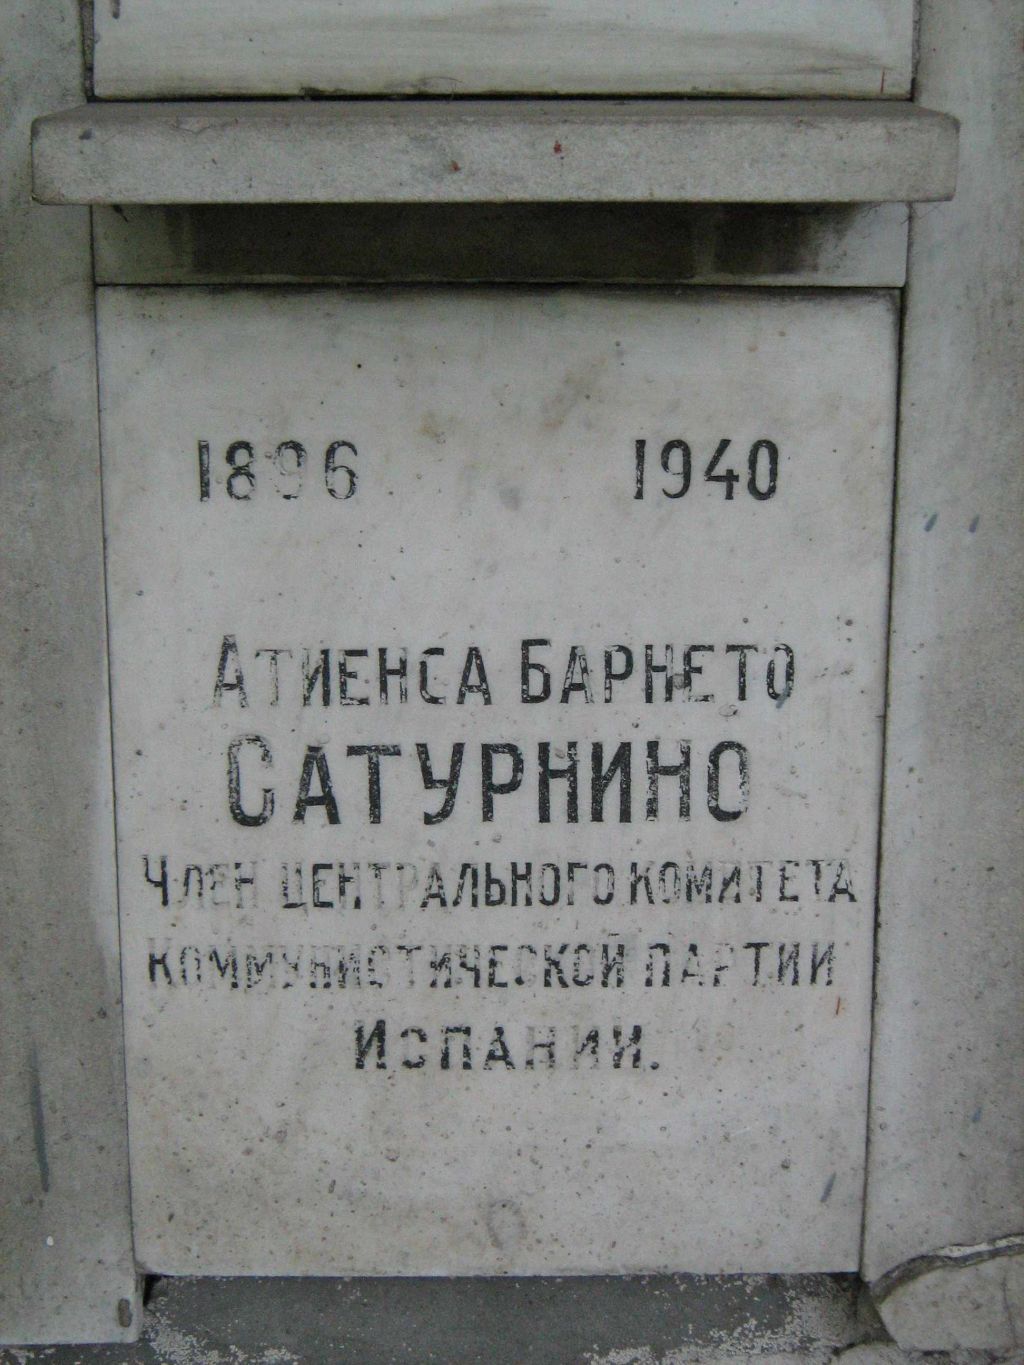 1896 1940
Атиенса Барнето
Сатурнино
Член центрального комитета
коммунистической партии
Испании.